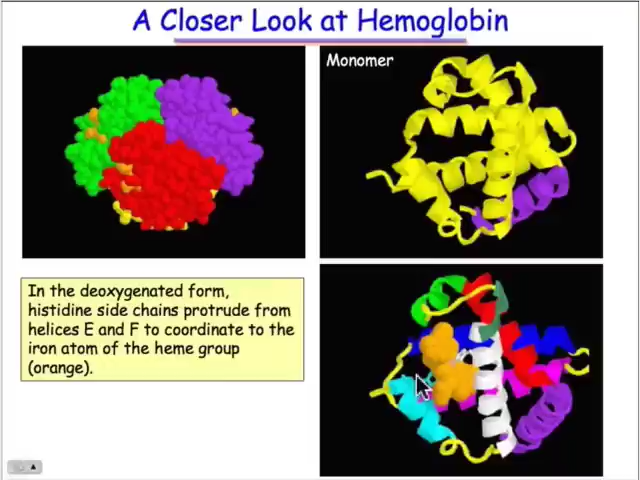 A Closer Look at Hemoglobin
Monomer
In the deoxygenated form,
histidine side chains protrude from
helices E and F to coordinate to the
iron atom of the heme group
(orange).